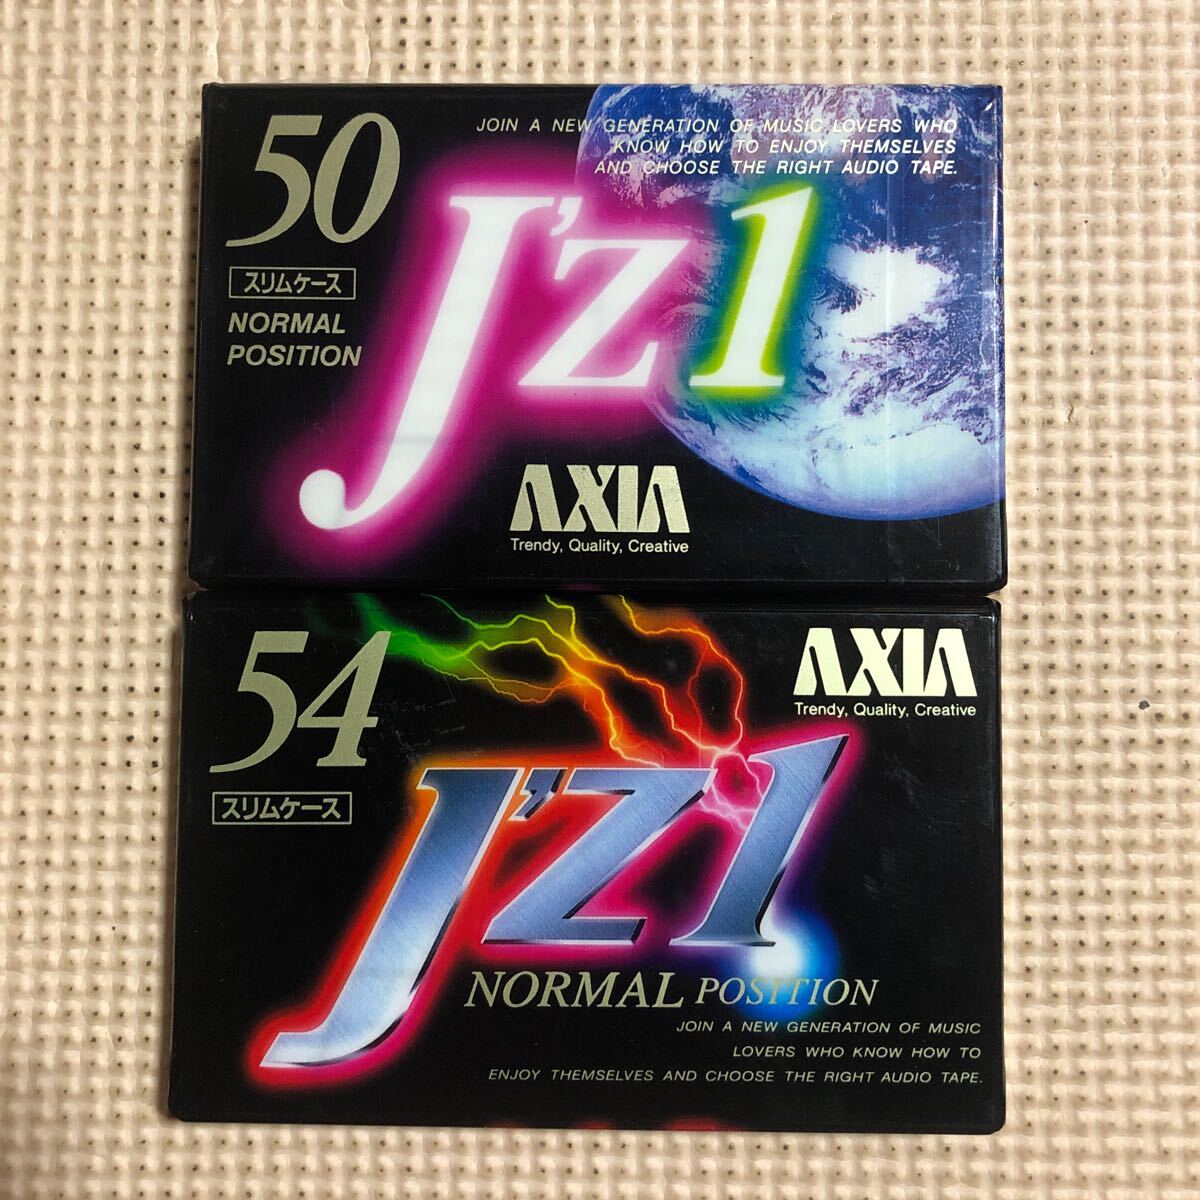 50
JOIN A NEW GENERATION OF MUSIC LOVERS WHO
KNOW HOW TO ENJOY THEMSELVES
AND CHOOSE THE RIGHT AUDIO TAPE.
スリムケース
NORMAL
POSITION
J'z1
AXIA
Trendy, Quality, Creative
54
スリムケース
AXIA
Trendy, Quality, Creative
J'z1
NORMAL POSITION
JOIN A NEW GENERATION OF MUSIC
LOVERS WHO KNOW HOW TO
ENJOY THEMSELVES AND CHOOSE THE RIGHT AUDIO TAPE.